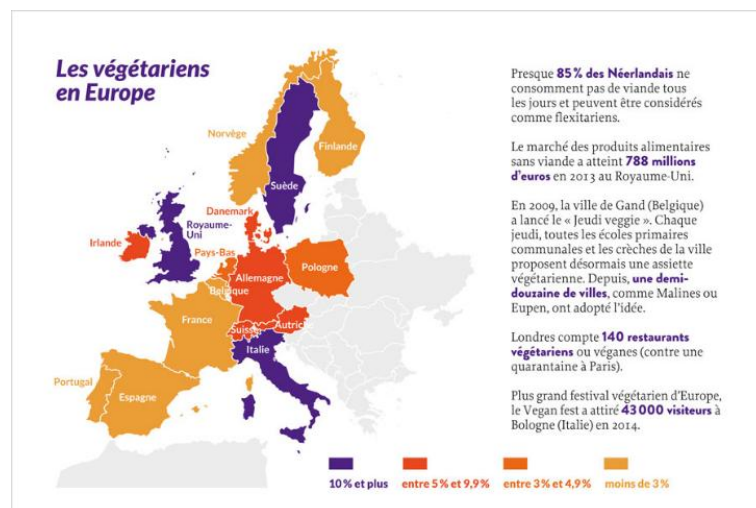 Les végétariens
en Europe
Norvège
Finlande
Suède
Danemark
Royaume-
Uni
Irlande
Pays-Bas
Pologne
Allemagne
Belgique
France
Suisse
Autriche
Italie
Portugal
Espagne
Presque 85 % des Néerlandais ne
consomment pas de viande tous
les jours et peuvent être considérés
comme flexitariens.
Le marché des produits alimentaires
sans viande a atteint 788 millions
d'euros en 2013 au Royaume-Uni.
En 2009, la ville de Gand (Belgique)
a lancé le « Jeudi veggie ». Chaque
jeudi, toutes les écoles primaires
communales et les crèches de la ville
proposent désormais une assiette
végétarienne. Depuis, une demi-
douzaine de villes, comme Malines ou
Eupen, ont adopté l'idée.
Londres compte 140 restaurants
végétariens ou véganes (contre une
quarantaine à Paris).
Plus grand festival végétarien d'Europe,
le Vegan fest a attiré 43 000 visiteurs à
Bologne (Italie) en 2014.
10 % et plus
entre 5 % et 9,9 %
entre 3 % et 4,9 %
moins de 3 %